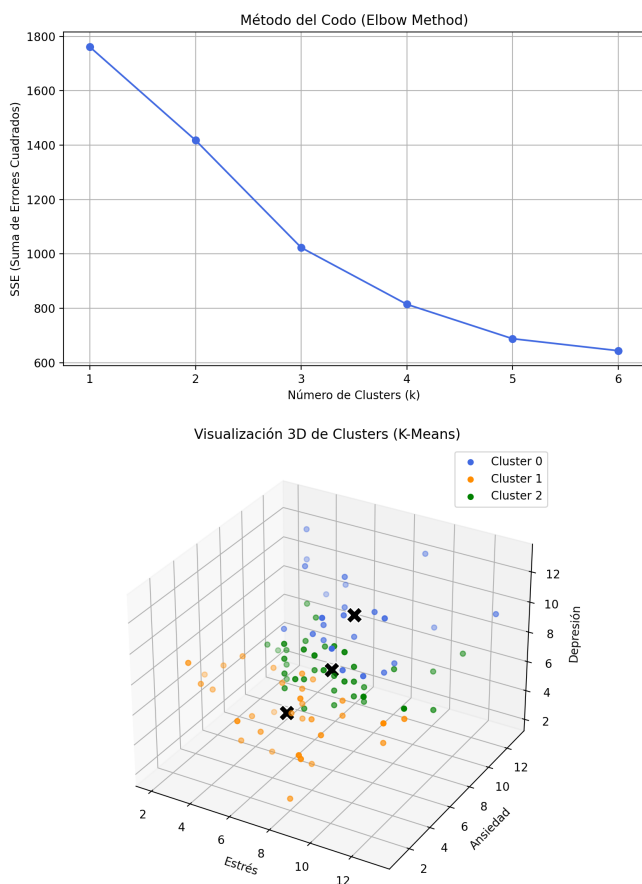 Método del Codo (Elbow Method)
1800
1600
1400
1200
1000
800
600
SSE (Suma de Errores Cuadrados)
1 2 3 4 5 6
Número de Clusters (k)
Visualización 3D de Clusters (K-Means)
Cluster 0
Cluster 1
Cluster 2
12
10
8
6
4
2
Depresión
12
10
8
6
4
2
Ansiedad
2 4 6 8 10 12
Estrés